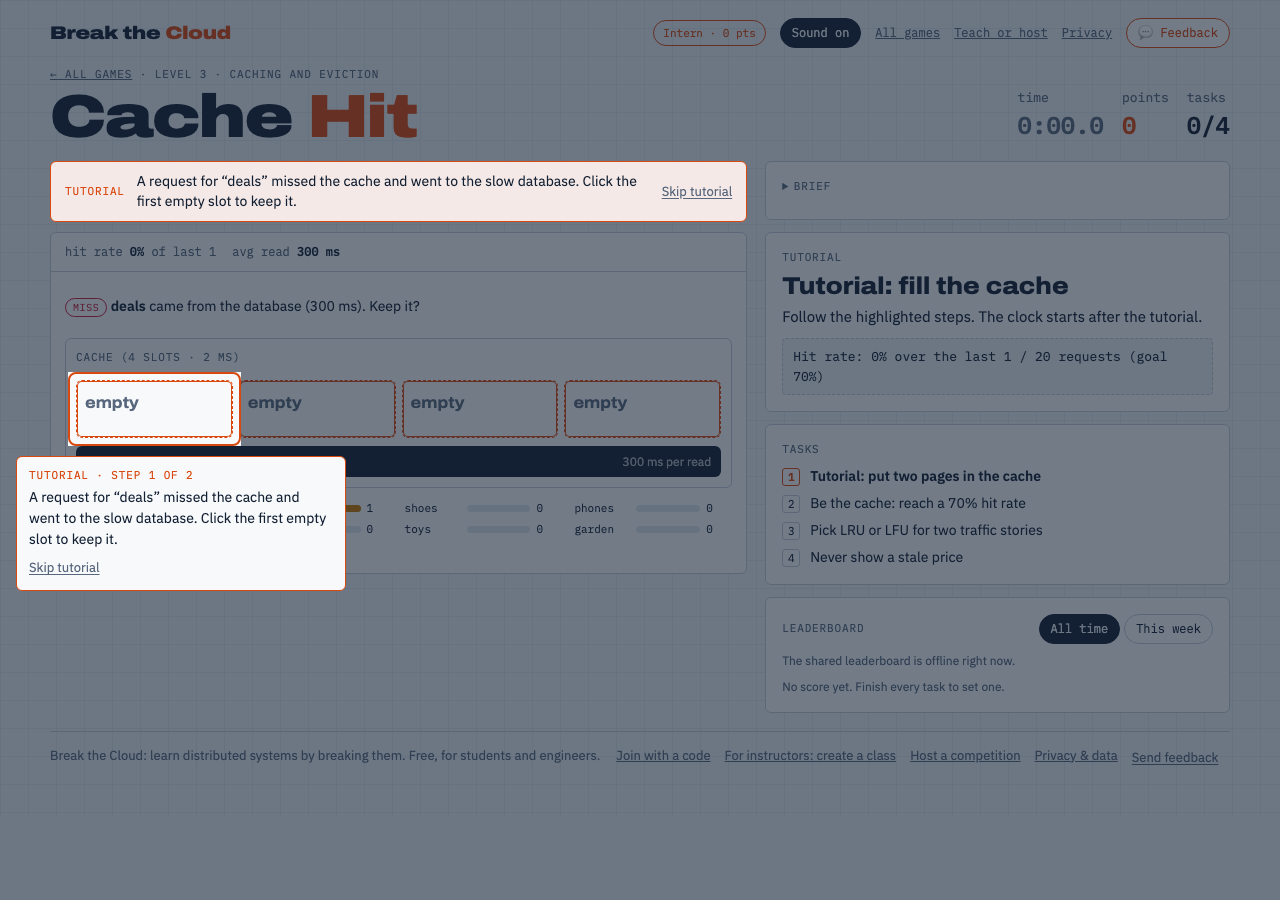 Break the Cloud
Intern · 0 pts
Sound on
All games
Teach or host
Privacy
💬 Feedback
← ALL GAMES · LEVEL 3 · CACHING AND EVICTION
Cache Hit
time
0:00.0
points
0
tasks
0/4
TUTORIAL
A request for “deals” missed the cache and went to the slow database. Click the
first empty slot to keep it.
Skip tutorial
hit rate 0% of last 1 avg read 300 ms
MISS deals came from the database (300 ms). Keep it?
CACHE (4 SLOTS · 2 MS)
empty
empty
empty
empty
300 ms per read
1
shoes 0
phones 0
0
toys 0
garden 0
TUTORIAL · STEP 1 OF 2
A request for “deals” missed the cache and
went to the slow database. Click the first empty
slot to keep it.
Skip tutorial
▶ BRIEF
TUTORIAL
Tutorial: fill the cache
Follow the highlighted steps. The clock starts after the tutorial.
Hit rate: 0% over the last 1 / 20 requests (goal
70%)
TASKS
1 Tutorial: put two pages in the cache
2 Be the cache: reach a 70% hit rate
3 Pick LRU or LFU for two traffic stories
4 Never show a stale price
LEADERBOARD
All time
This week
The shared leaderboard is offline right now.
No score yet. Finish every task to set one.
Break the Cloud: learn distributed systems by breaking them. Free, for students and engineers.
Join with a code
For instructors: create a class
Host a competition
Privacy & data
Send feedback